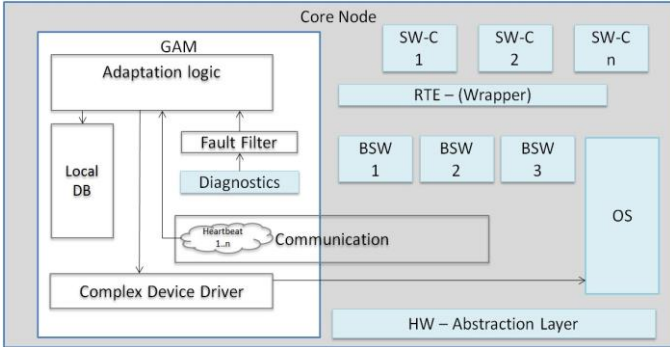 Core Node
GAM
Adaptation logic
SW-C
1
SW-C
2
SW-C
n
RTE – (Wrapper)
Fault Filter
Diagnostics
Local
DB
BSW
1
BSW
2
BSW
3
OS
Heartbeat
1..n
Communication
Complex Device Driver
HW – Abstraction Layer